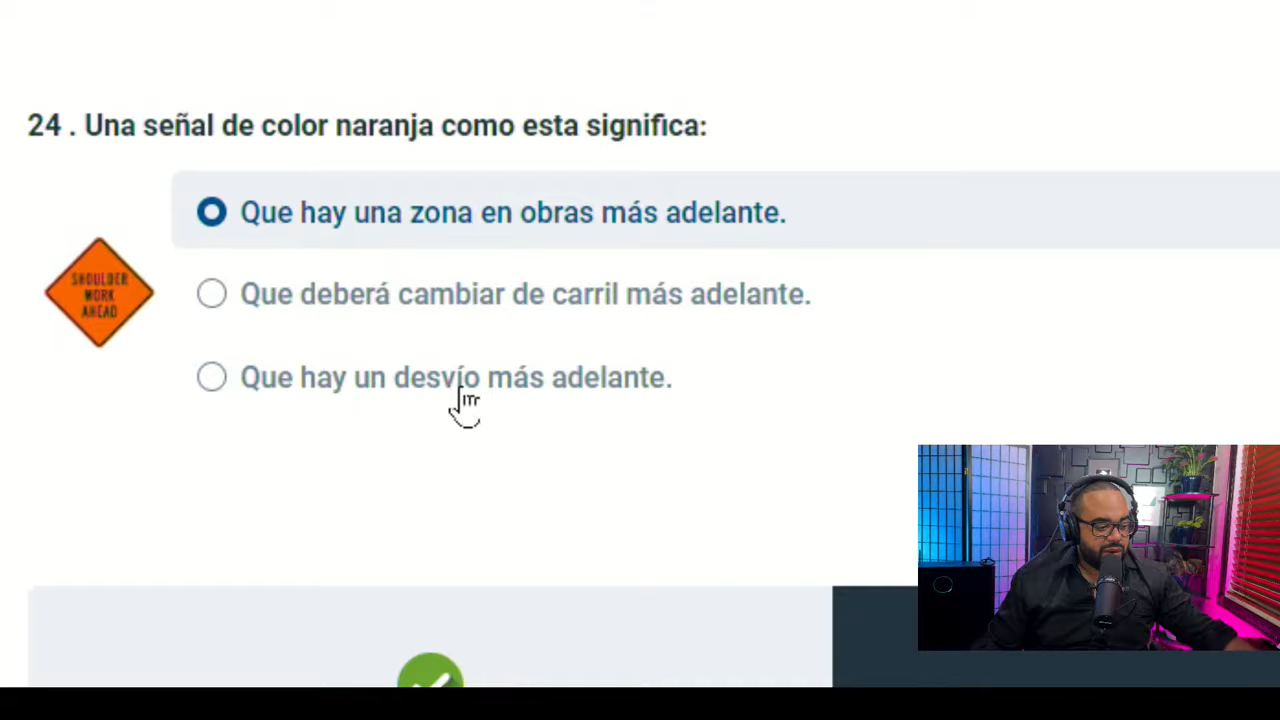 24 . Una señal de color naranja como esta significa:
Que hay una zona en obras más adelante.
SHOULDER
WORK
AHEAD
Que deberá cambiar de carril más adelante.
Que hay un desvío más adelante.